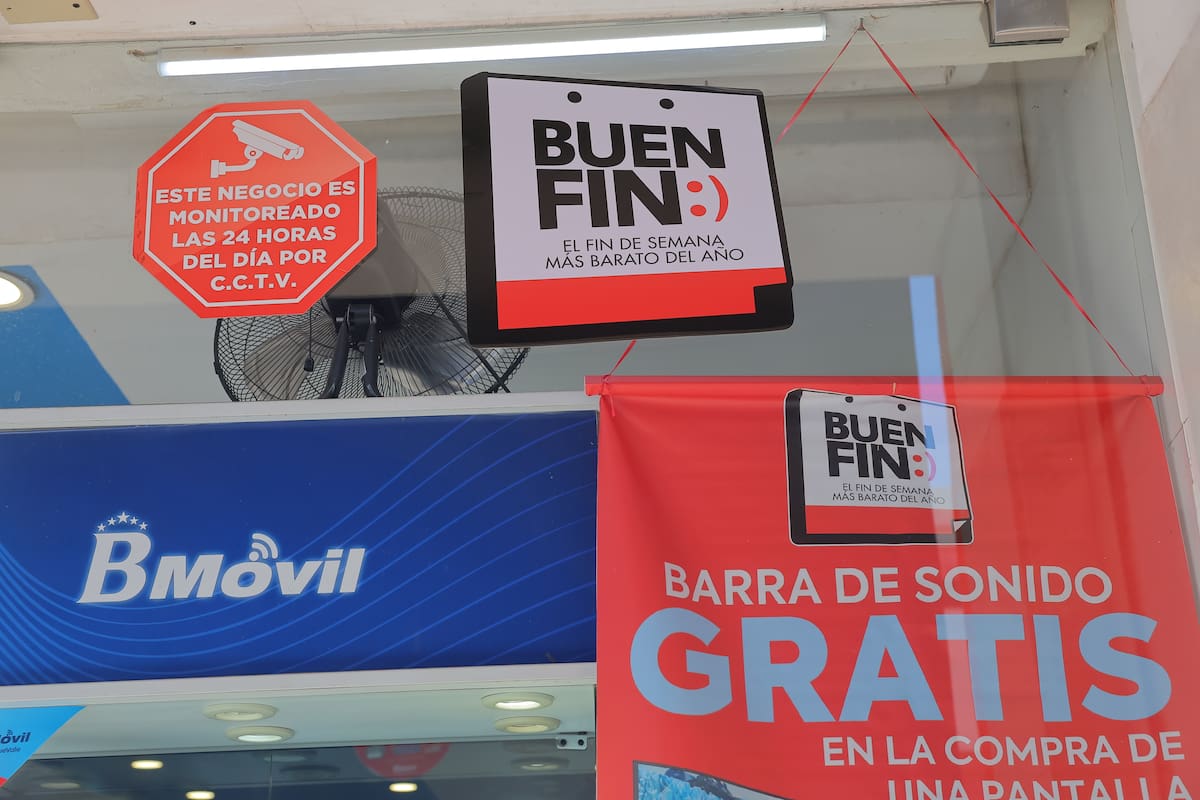 ESTE NEGOCIO ES
MONITOREADO
LAS 24 HORAS
DEL DÍA POR
C.C.T.V.
BUEN
FIN:)
EL FIN DE SEMANA
MÁS BARATO DEL AÑO
BMóvil
BUEN
FIN:)
EL FIN DE SEMANA
MÁS BARATO DEL AÑO
BARRA DE SONIDO
GRATIS
EN LA COMPRA DE
UNA PANTALLA
óvil